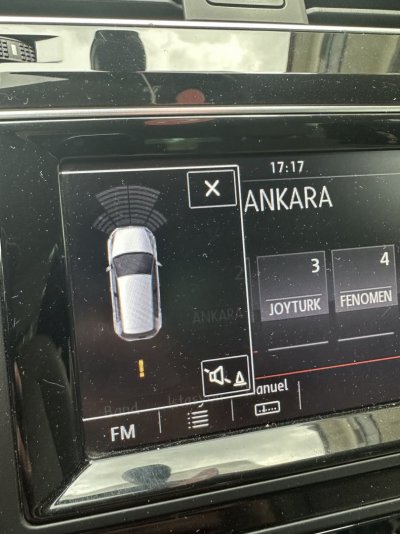 17:17
ANKARA
3
4
JOYTURK
FENOMEN
ANKARA
anuel
FM